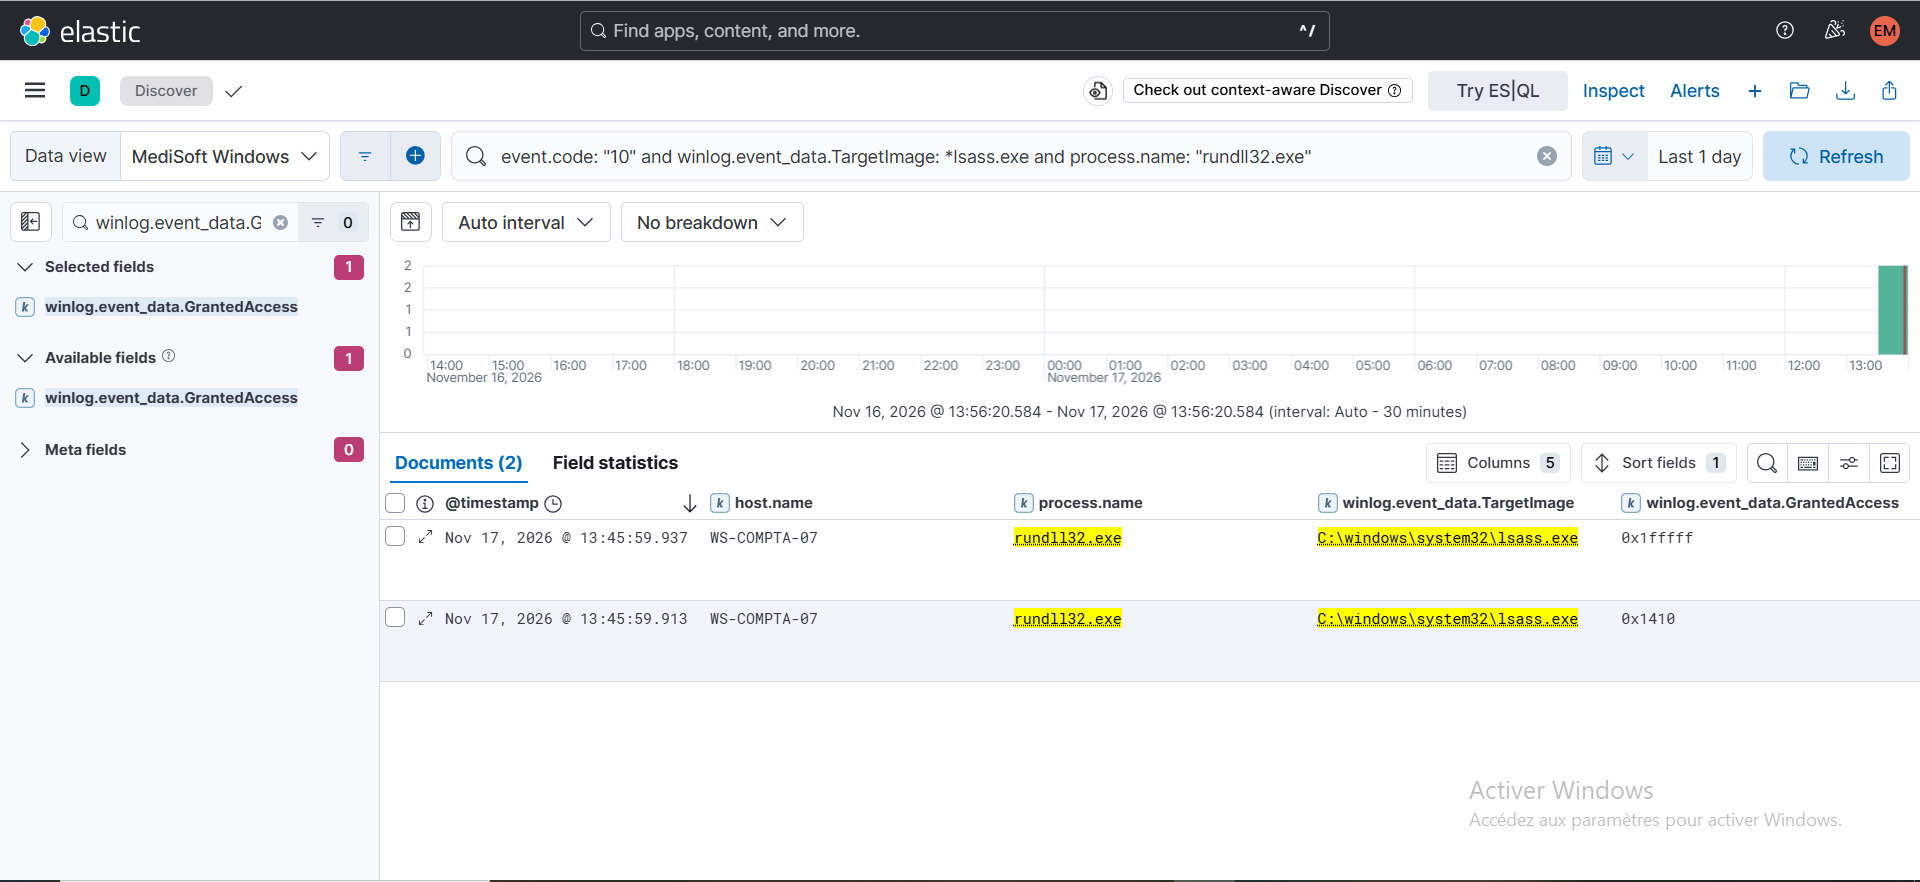 elastic
Find apps, content, and more.
^/
EM
D
Discover
Check out context-aware Discover
Try ES|QL
Inspect
Alerts
Data view
MediSoft Windows
event.code: "10" and winlog.event_data.TargetImage: *lsass.exe and process.name: "rundll32.exe"
Last 1 day
Refresh
winlog.event_data.G
0
Selected fields
1
k winlog.event_data.GrantedAccess
Available fields
1
k winlog.event_data.GrantedAccess
Meta fields
0
Auto interval
No breakdown
2
2
1
1
0
14:00 15:00 16:00 17:00 18:00 19:00 20:00 21:00 22:00 23:00 00:00 01:00 02:00 03:00 04:00 05:00 06:00 07:00 08:00 09:00 10:00 11:00 12:00 13:00
November 16, 2026 November 17, 2026
Nov 16, 2026 @ 13:56:20.584 - Nov 17, 2026 @ 13:56:20.584 (interval: Auto - 30 minutes)
Documents (2)
Field statistics
Columns 5
Sort fields 1
@timestamp k host.name k process.name k winlog.event_data.TargetImage k winlog.event_data.GrantedAccess
Nov 17, 2026 @ 13:45:59.937 WS-COMPTA-07 rundll32.exe C:\windows\system32\lsass.exe 0x1fffff
Nov 17, 2026 @ 13:45:59.913 WS-COMPTA-07 rundll32.exe C:\windows\system32\lsass.exe 0x1410
Activer Windows
Accédez aux paramètres pour activer Windows.